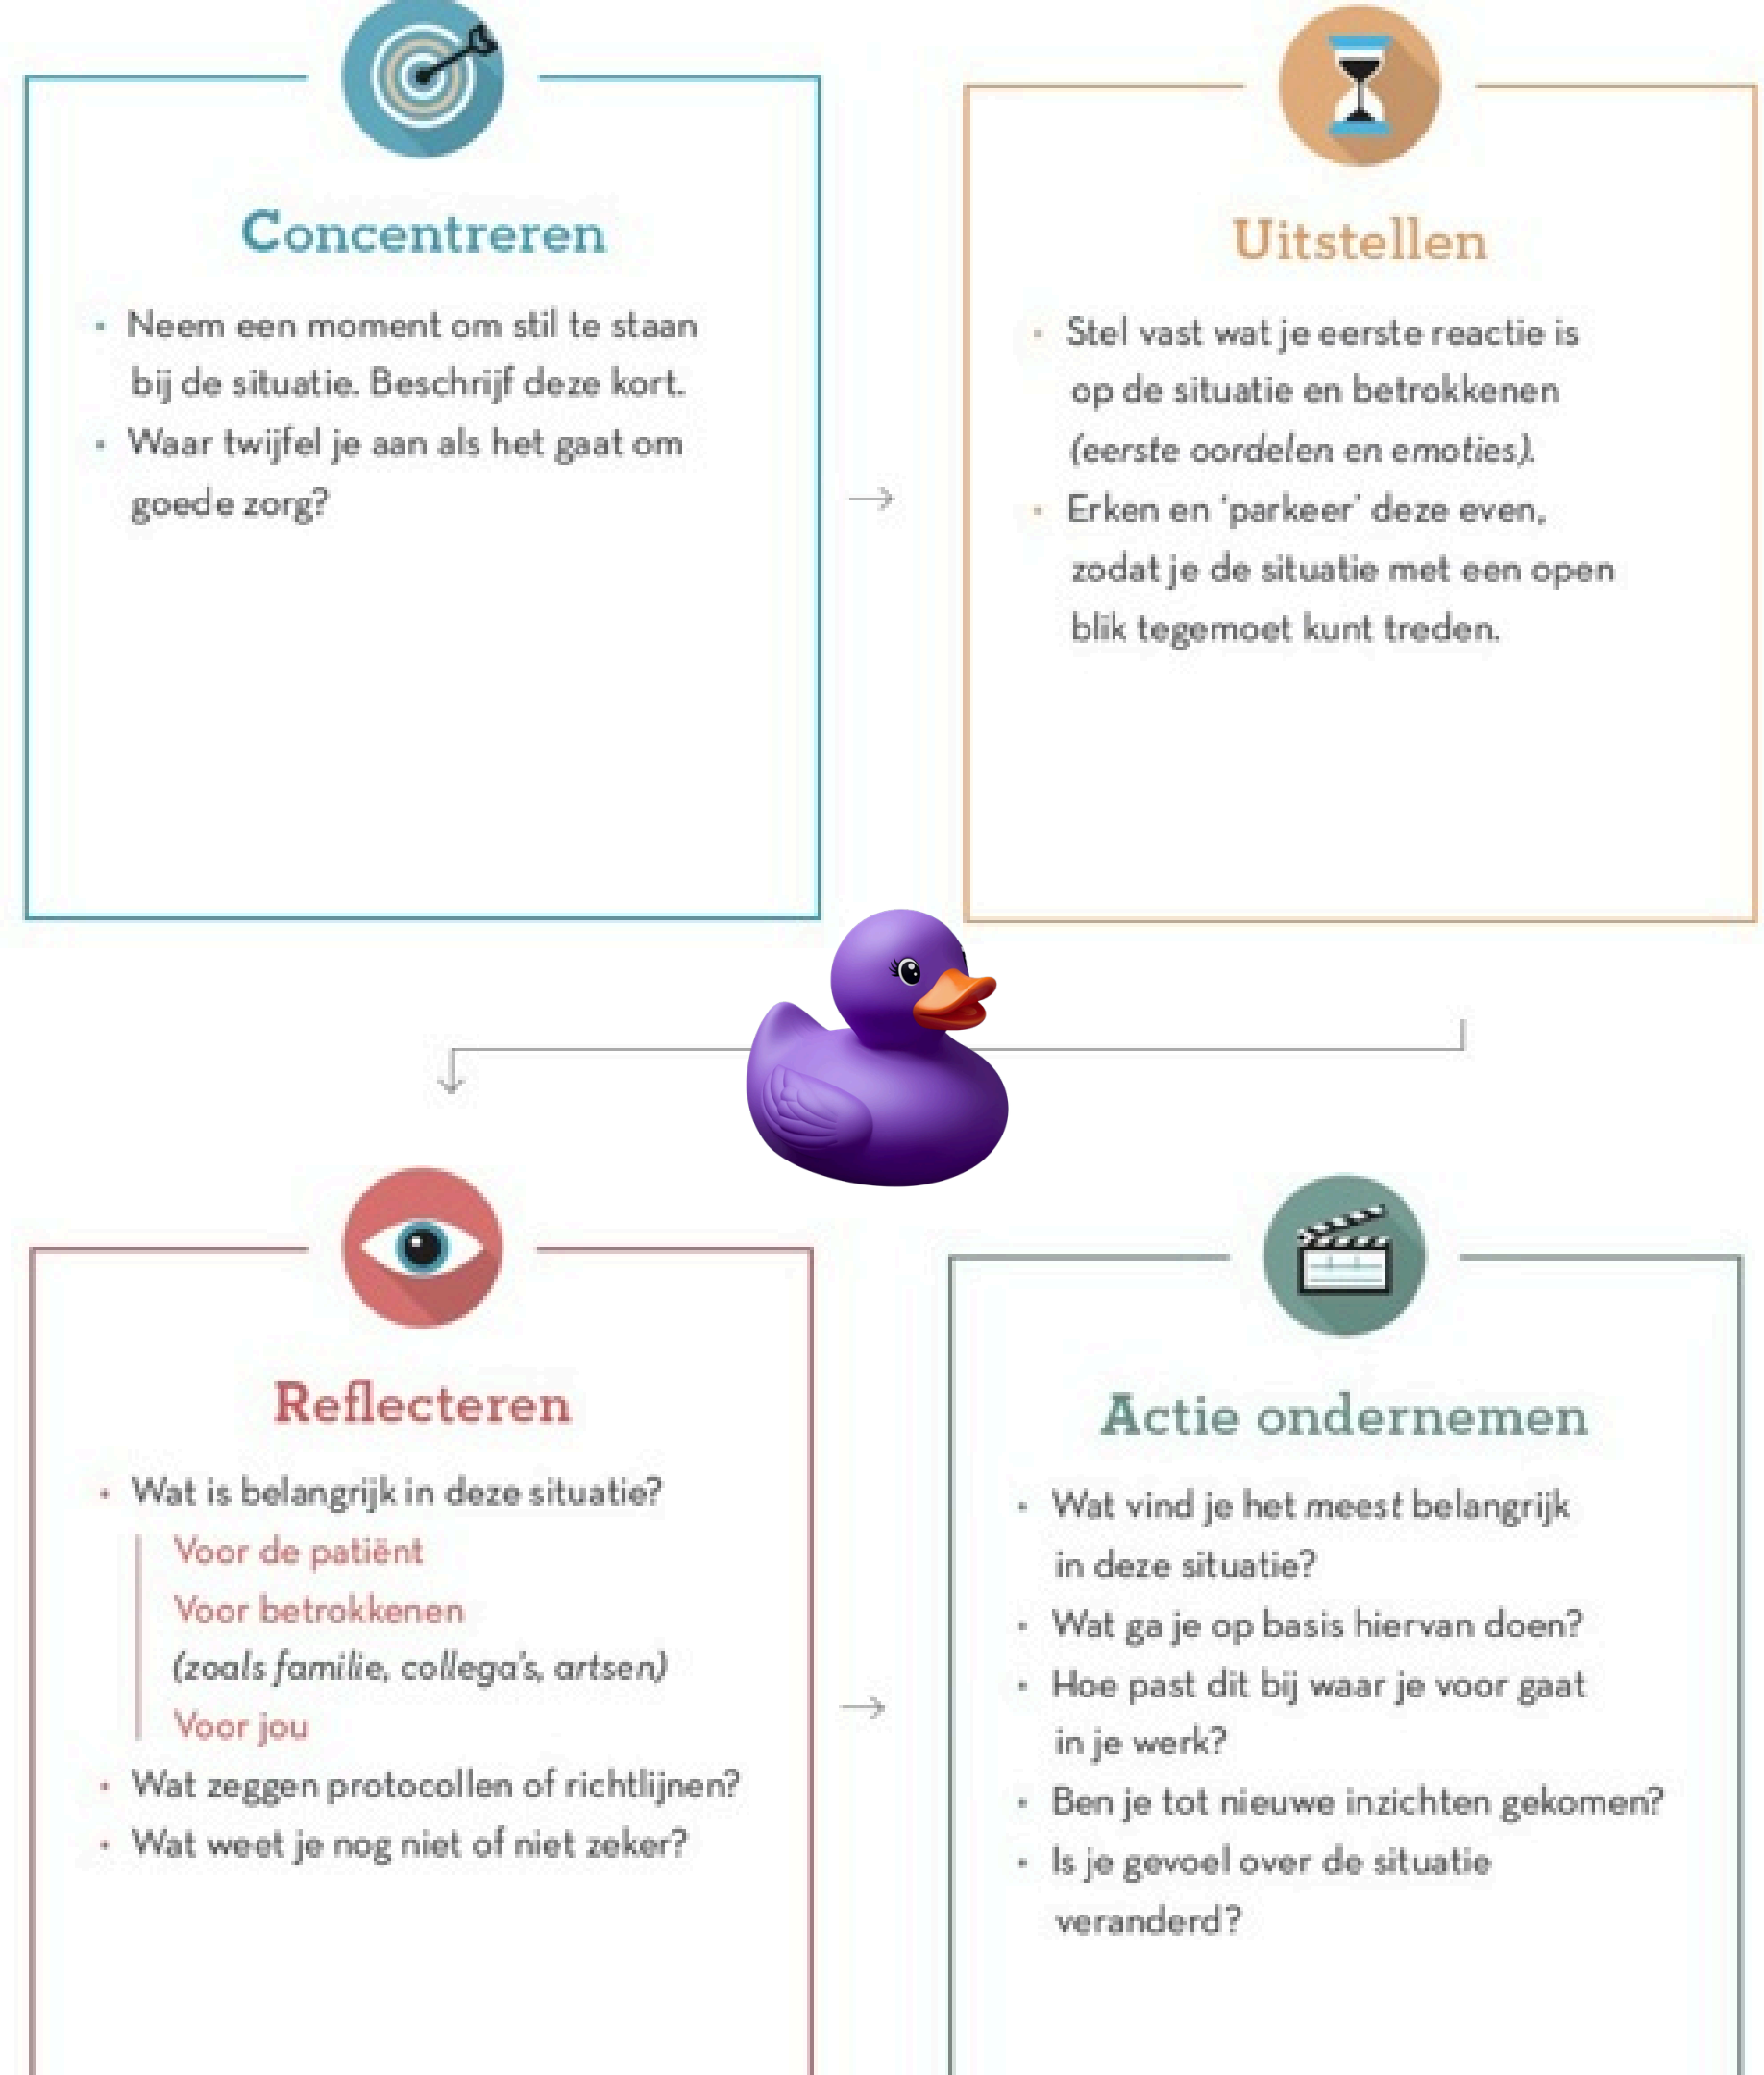 Concentreren
• Neem een moment om stil te staan
bij de situatie. Beschrijf deze kort.
• Waar twijfel je aan als het gaat om
goede zorg?
Uitstellen
• Stel vast wat je eerste reactie is
op de situatie en betrokkenen
(eerste oordelen en emoties).
• Erken en ‘parkeer’ deze even,
zodat je de situatie met een open
blik tegemoet kunt treden.
Reflecteren
• Wat is belangrijk in deze situatie?
Voor de patiënt
Voor betrokkenen
(zoals familie, collega's, artsen)
Voor jou
• Wat zeggen protocollen of richtlijnen?
• Wat weet je nog niet of niet zeker?
Actie ondernemen
• Wat vind je het meest belangrijk
in deze situatie?
• Wat ga je op basis hiervan doen?
• Hoe past dit bij waar je voor gaat
in je werk?
• Ben je tot nieuwe inzichten gekomen?
• Is je gevoel over de situatie
veranderd?